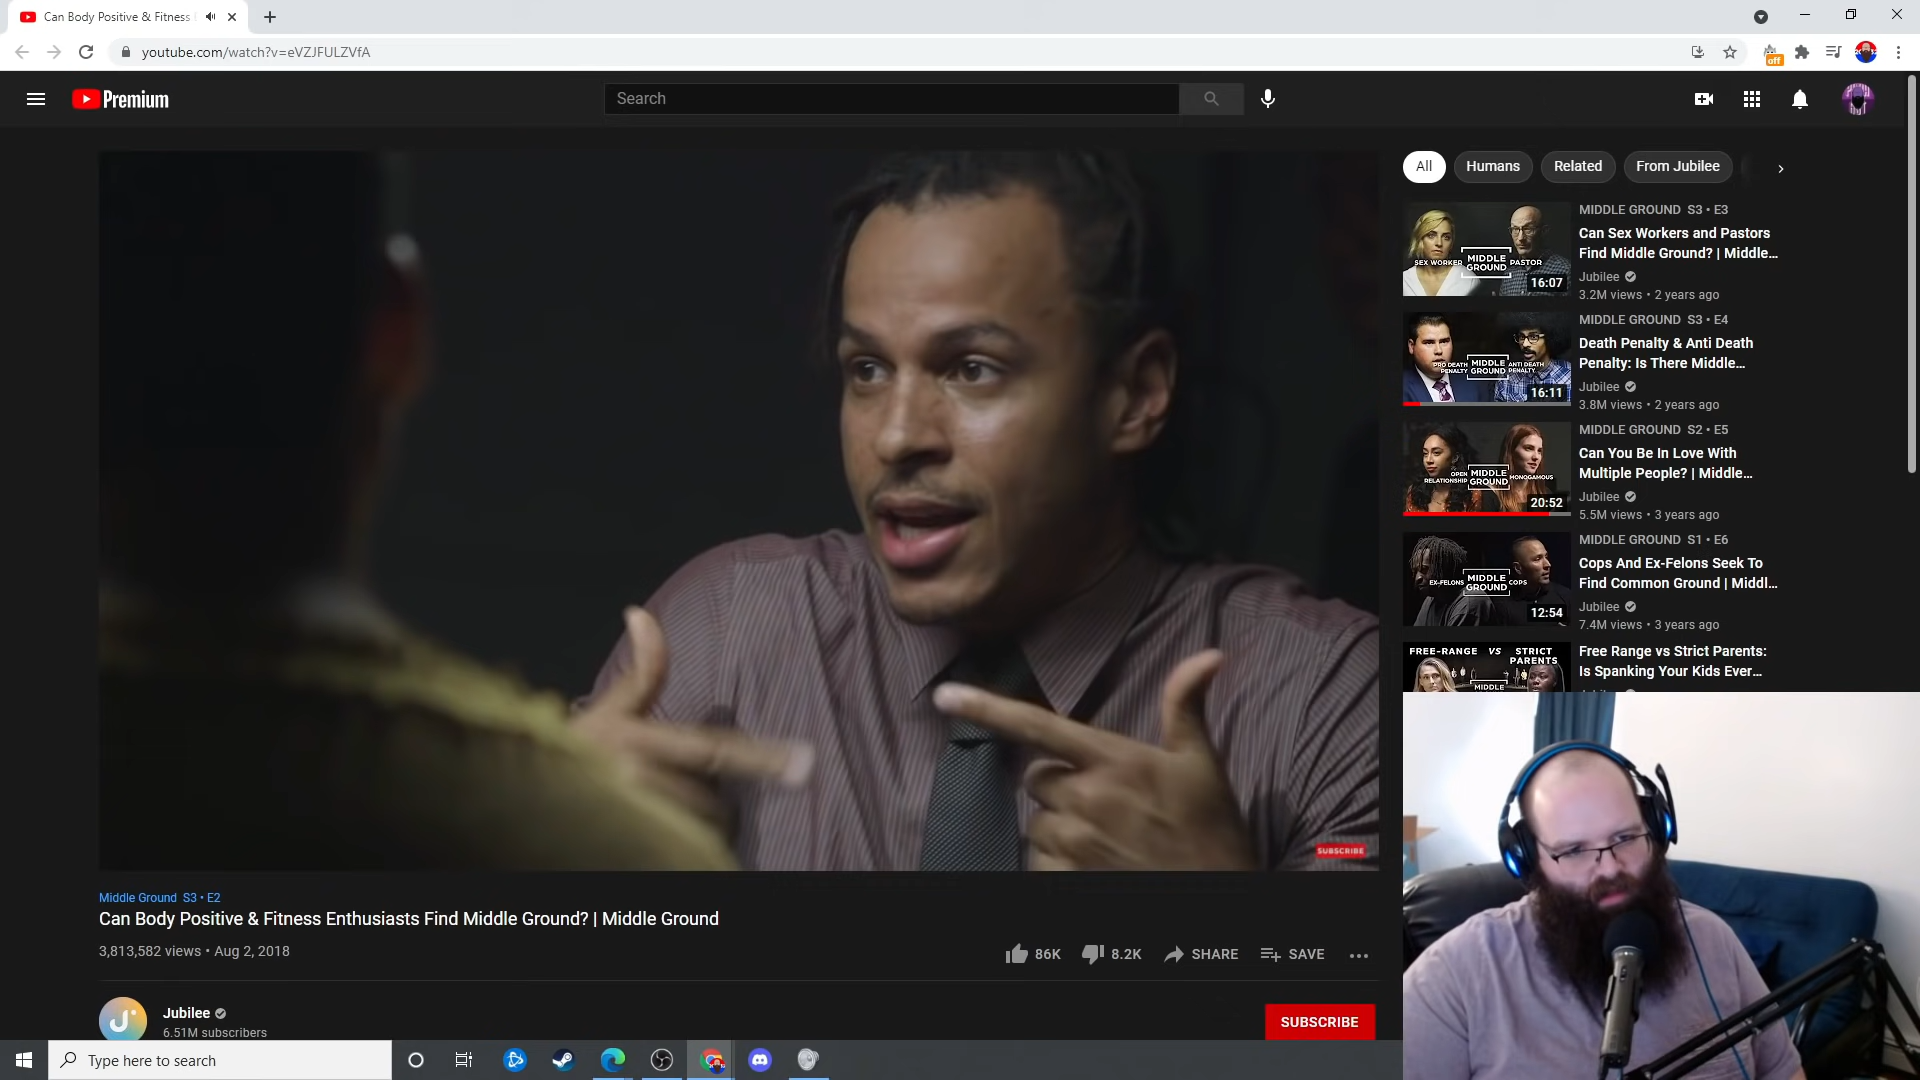 Can Body Positive & Fitness
youtube.com/watch?v=eVZJFULZVfA
off
Premium
Search
All
Humans
Related
From Jubilee
MIDDLE GROUND S3 • E3
Can Sex Workers and Pastors
Find Middle Ground? | Middle...
Jubilee
3.2M views • 2 years ago
SEX WORKER
MIDDLE
GROUND
PASTOR
16:07
MIDDLE GROUND S3 • E4
Death Penalty & Anti Death
Penalty: Is There Middle...
Jubilee
3.8M views • 2 years ago
PRO DEATH
PENALTY
MIDDLE
GROUND
ANTI DEATH
PENALTY
16:11
MIDDLE GROUND S2 • E5
Can You Be In Love With
Multiple People? | Middle...
Jubilee
5.5M views • 3 years ago
OPEN
RELATIONSHIP
MIDDLE
GROUND
MONOGAMOUS
20:52
MIDDLE GROUND S1 • E6
Cops And Ex-Felons Seek To
Find Common Ground | Middl...
Jubilee
7.4M views • 3 years ago
EX-FELONS
MIDDLE
GROUND
COPS
12:54
Free Range vs Strict Parents:
Is Spanking Your Kids Ever...
FREE-RANGE VS STRICT
PARENTS
MIDDLE
SUBSCRIBE
Middle Ground S3 • E2
Can Body Positive & Fitness Enthusiasts Find Middle Ground? | Middle Ground
3,813,582 views • Aug 2, 2018
86K
8.2K
SHARE
SAVE
Jubilee
6.51M subscribers
SUBSCRIBE
Type here to search